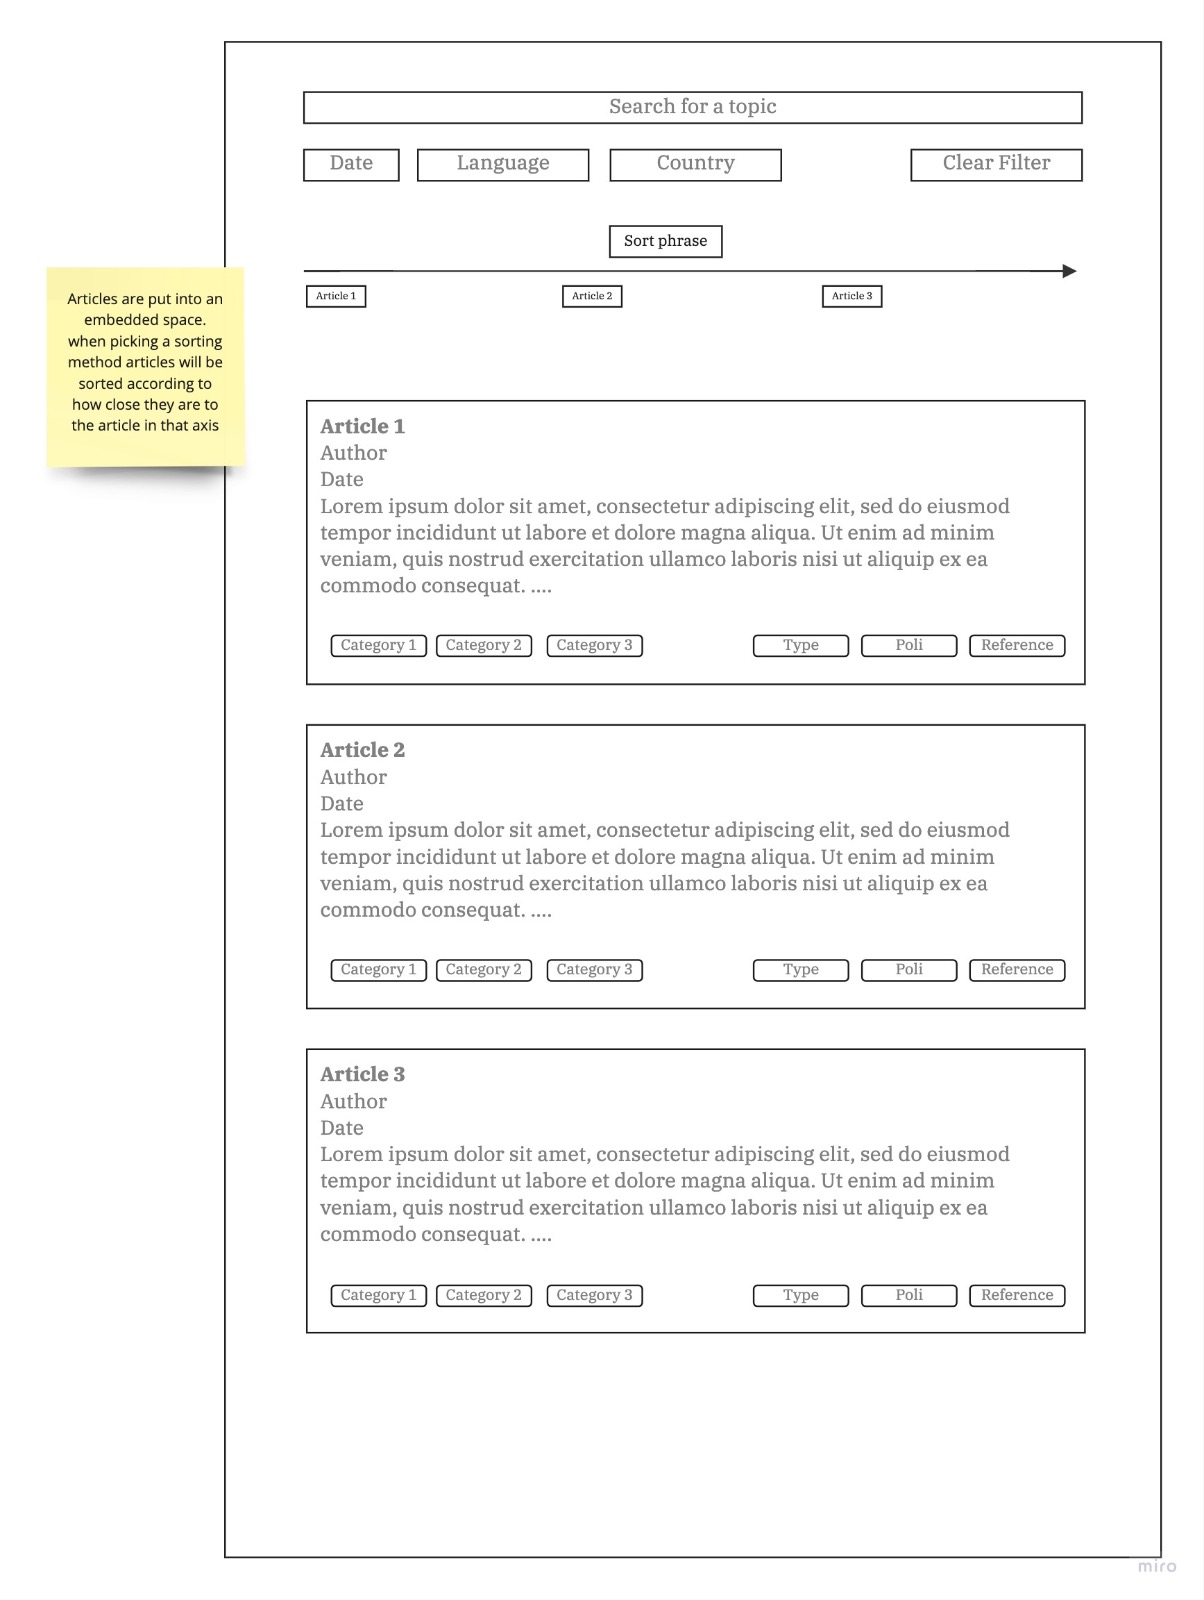 Search for a topic
Date Language Country Clear Filter
Sort phrase
Article 1 Article 2 Article 3
Articles are put into an
embedded space.
when picking a sorting
method articles will be
sorted according to
how close they are to
the article in that axis
Article 1
Author
Date
Lorem ipsum dolor sit amet, consectetur adipiscing elit, sed do eiusmod
tempor incididunt ut labore et dolore magna aliqua. Ut enim ad minim
veniam, quis nostrud exercitation ullamco laboris nisi ut aliquip ex ea
commodo consequat. ....
Category 1 Category 2 Category 3 Type Poli Reference
Article 2
Author
Date
Lorem ipsum dolor sit amet, consectetur adipiscing elit, sed do eiusmod
tempor incididunt ut labore et dolore magna aliqua. Ut enim ad minim
veniam, quis nostrud exercitation ullamco laboris nisi ut aliquip ex ea
commodo consequat. ....
Category 1 Category 2 Category 3 Type Poli Reference
Article 3
Author
Date
Lorem ipsum dolor sit amet, consectetur adipiscing elit, sed do eiusmod
tempor incididunt ut labore et dolore magna aliqua. Ut enim ad minim
veniam, quis nostrud exercitation ullamco laboris nisi ut aliquip ex ea
commodo consequat. ....
Category 1 Category 2 Category 3 Type Poli Reference
miro